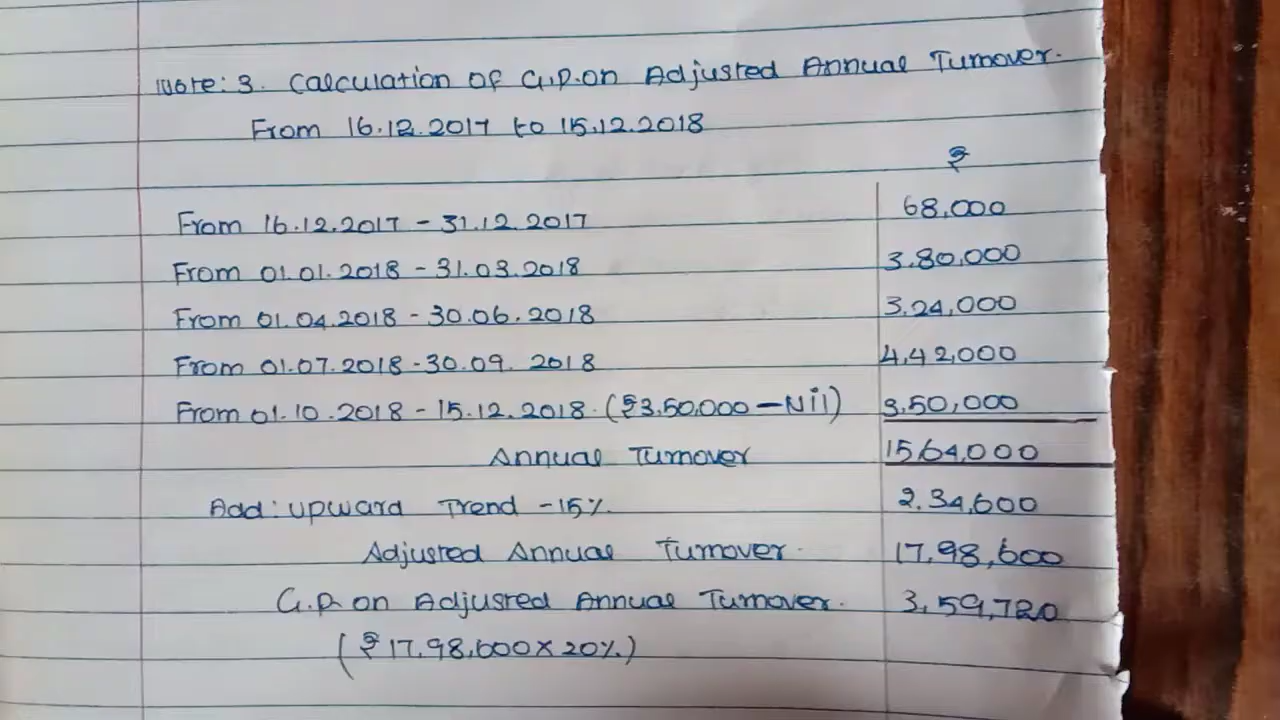 Note: 3. Calculation of G.P. on Adjusted Annual Turnover.
From 16.12.2017 to 15.12.2018
₹
From 16.12.2017 - 31.12.2017 68,000
From 01.01.2018 - 31.03.2018 3,80,000
From 01.04.2018 - 30.06.2018 3,24,000
From 01.07.2018 - 30.09.2018 4,42,000
From 01.10.2018 - 15.12.2018. (₹3,50,000 - Nil) 3,50,000
Annual Turnover 15,64,000
Add: upward Trend - 15% 2,34,600
Adjusted Annual Turnover. 17,98,600
G.P. on Adjusted Annual Turnover. 3,59,720
(₹17,98,600 x 20%)